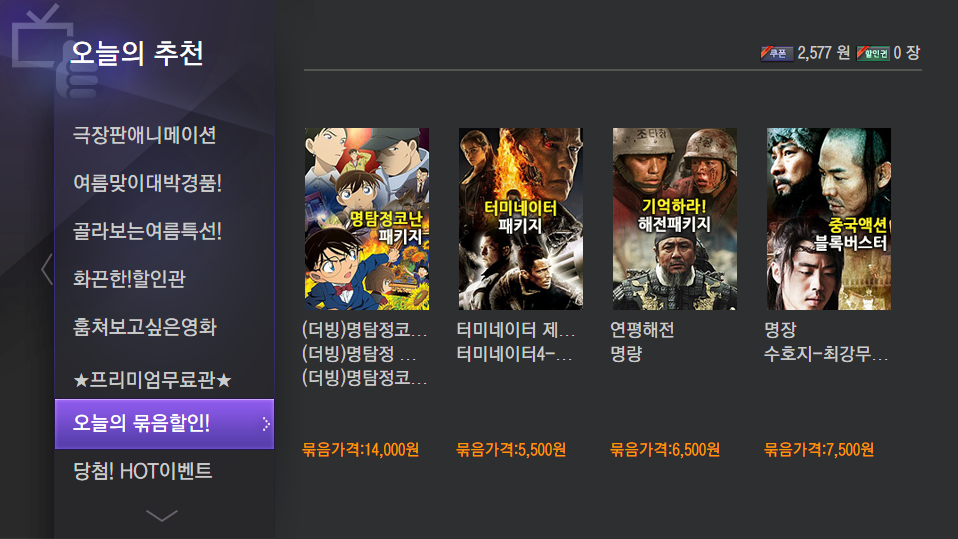 오늘의 추천
쿠폰 2,577 원 할인권 0 장
극장판애니메이션
여름맞이대박경품!
골라보는여름특선!
화끈한!할인관
훔쳐보고싶은영화
★프리미엄무료관★
오늘의 묶음할인!
당첨! HOT이벤트
명탐정코난
패키지
(더빙)명탐정코...
(더빙)명탐정 ...
(더빙)명탐정코...
묶음가격:14,000원
터미네이터
패키지
터미네이터 제...
터미네이터4-...
묶음가격:5,500원
조타장
기억하라!
해전패키지
연평해전
명량
묶음가격:6,500원
중국액션
블록버스터
명장
수호지-최강무...
묶음가격:7,500원